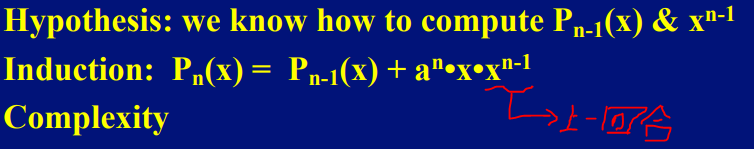 Hypothesis: we know how to compute Pₙ₋₁(x) & xⁿ⁻¹
Induction: Pₙ(x) = Pₙ₋₁(x) + aⁿ•x•xⁿ⁻¹
Complexity
上一回合